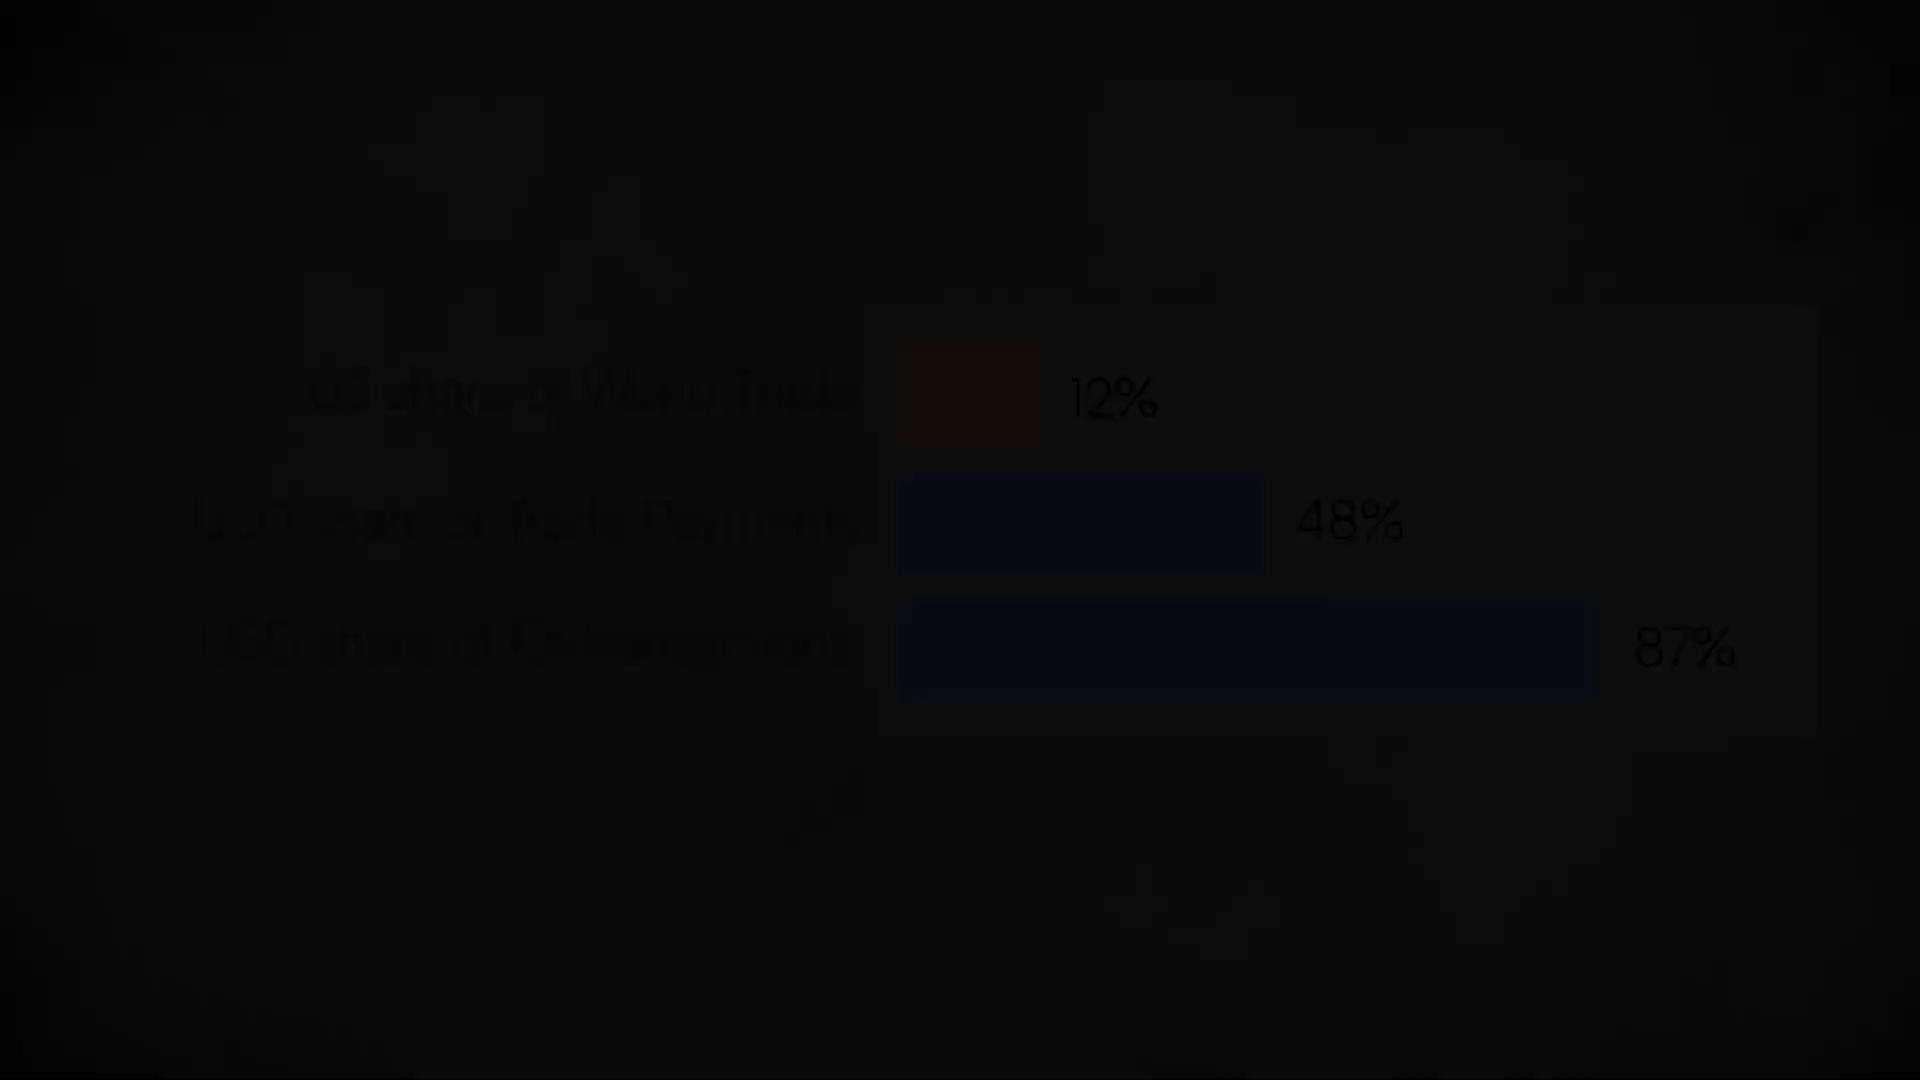 US share of World Trade 12%
USD share of Trade Payments 48%
USD share of FX transactions 87%